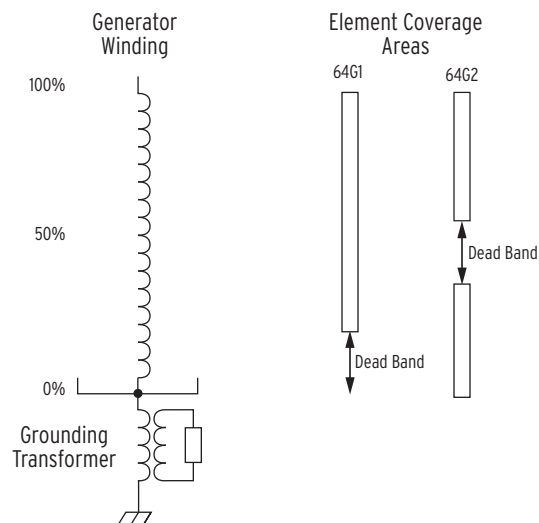 Generator
Winding
Element Coverage
Areas
64G1
64G2
100%
50%
Dead Band
Dead Band
0%
Grounding
Transformer